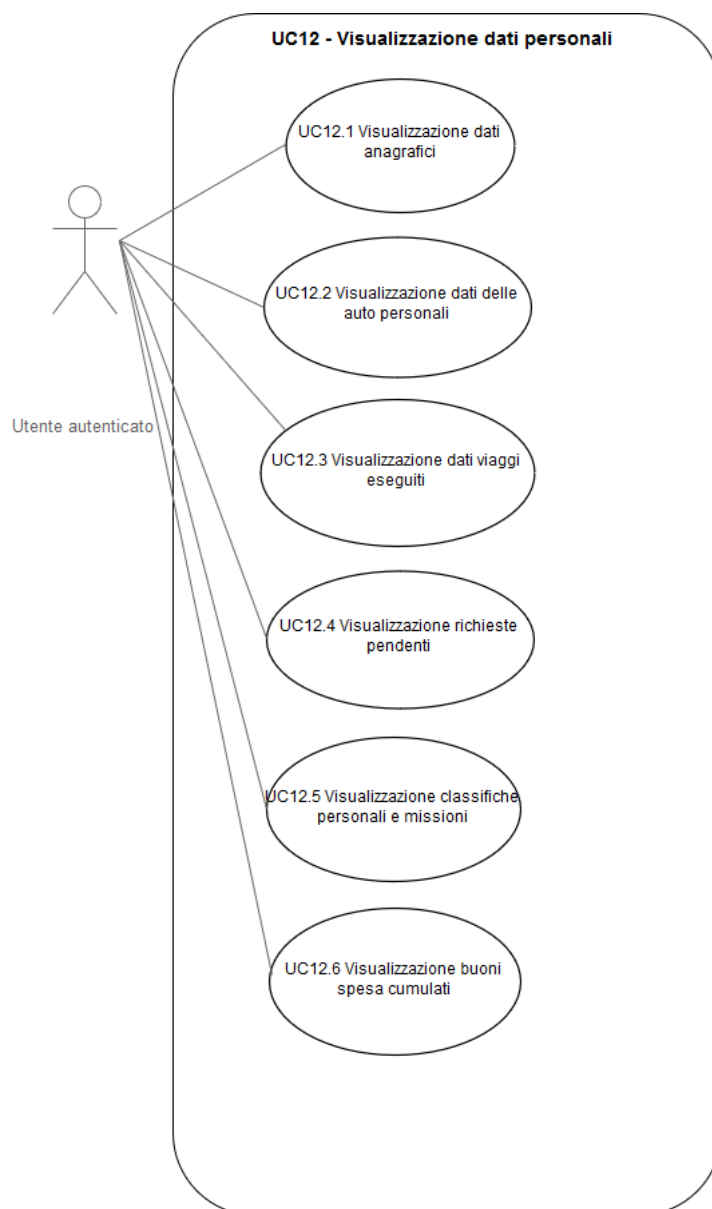 UC12 - Visualizzazione dati personali
UC12.1 Visualizzazione dati
anagrafici
UC12.2 Visualizzazione dati delle
auto personali
Utente autenticato
UC12.3 Visualizzazione dati viaggi
eseguiti
UC12.4 Visualizzazione richieste
pendenti
UC12.5 Visualizzazione classifiche
personali e missioni
UC12.6 Visualizzazione buoni
spesa cumulati